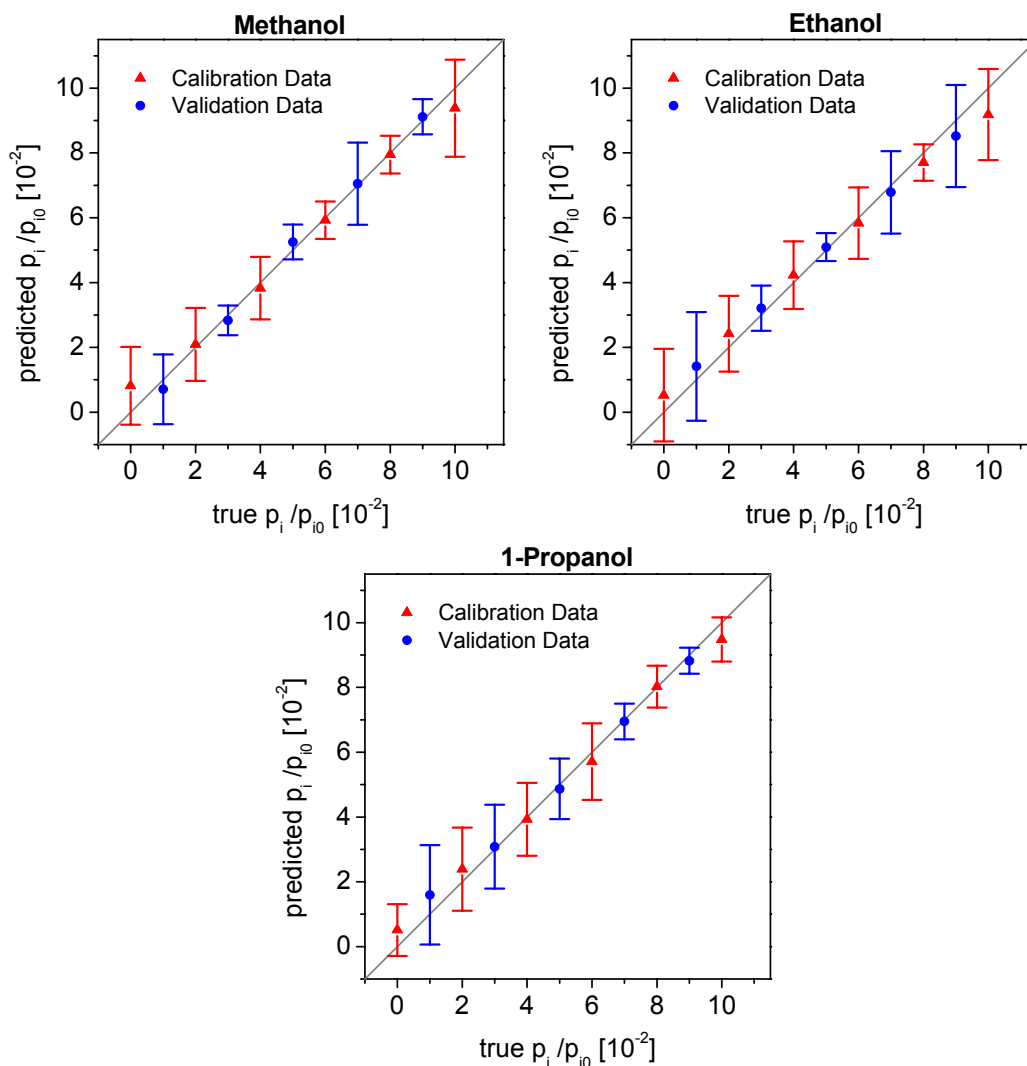 Methanol
Calibration Data
Validation Data
predicted p_i /p_i0 [10^-2]
10
8
6
4
2
0
0 2 4 6 8 10
true p_i /p_i0 [10^-2]
Ethanol
Calibration Data
Validation Data
predicted p_i /p_i0 [10^-2]
10
8
6
4
2
0
0 2 4 6 8 10
true p_i /p_i0 [10^-2]
1-Propanol
Calibration Data
Validation Data
predicted p_i /p_i0 [10^-2]
10
8
6
4
2
0
0 2 4 6 8 10
true p_i /p_i0 [10^-2]